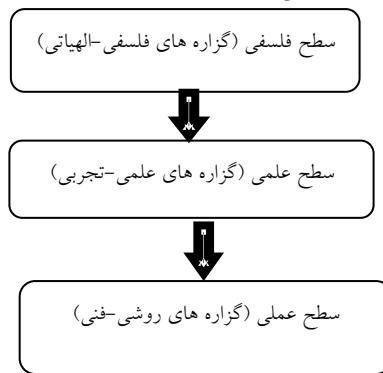 سطح فلسفی (گزاره های فلسفی-الهیاتی)
سطح علمی (گزاره های علمی-تجربی)
سطح عملی (گزاره های روشی-فنی)